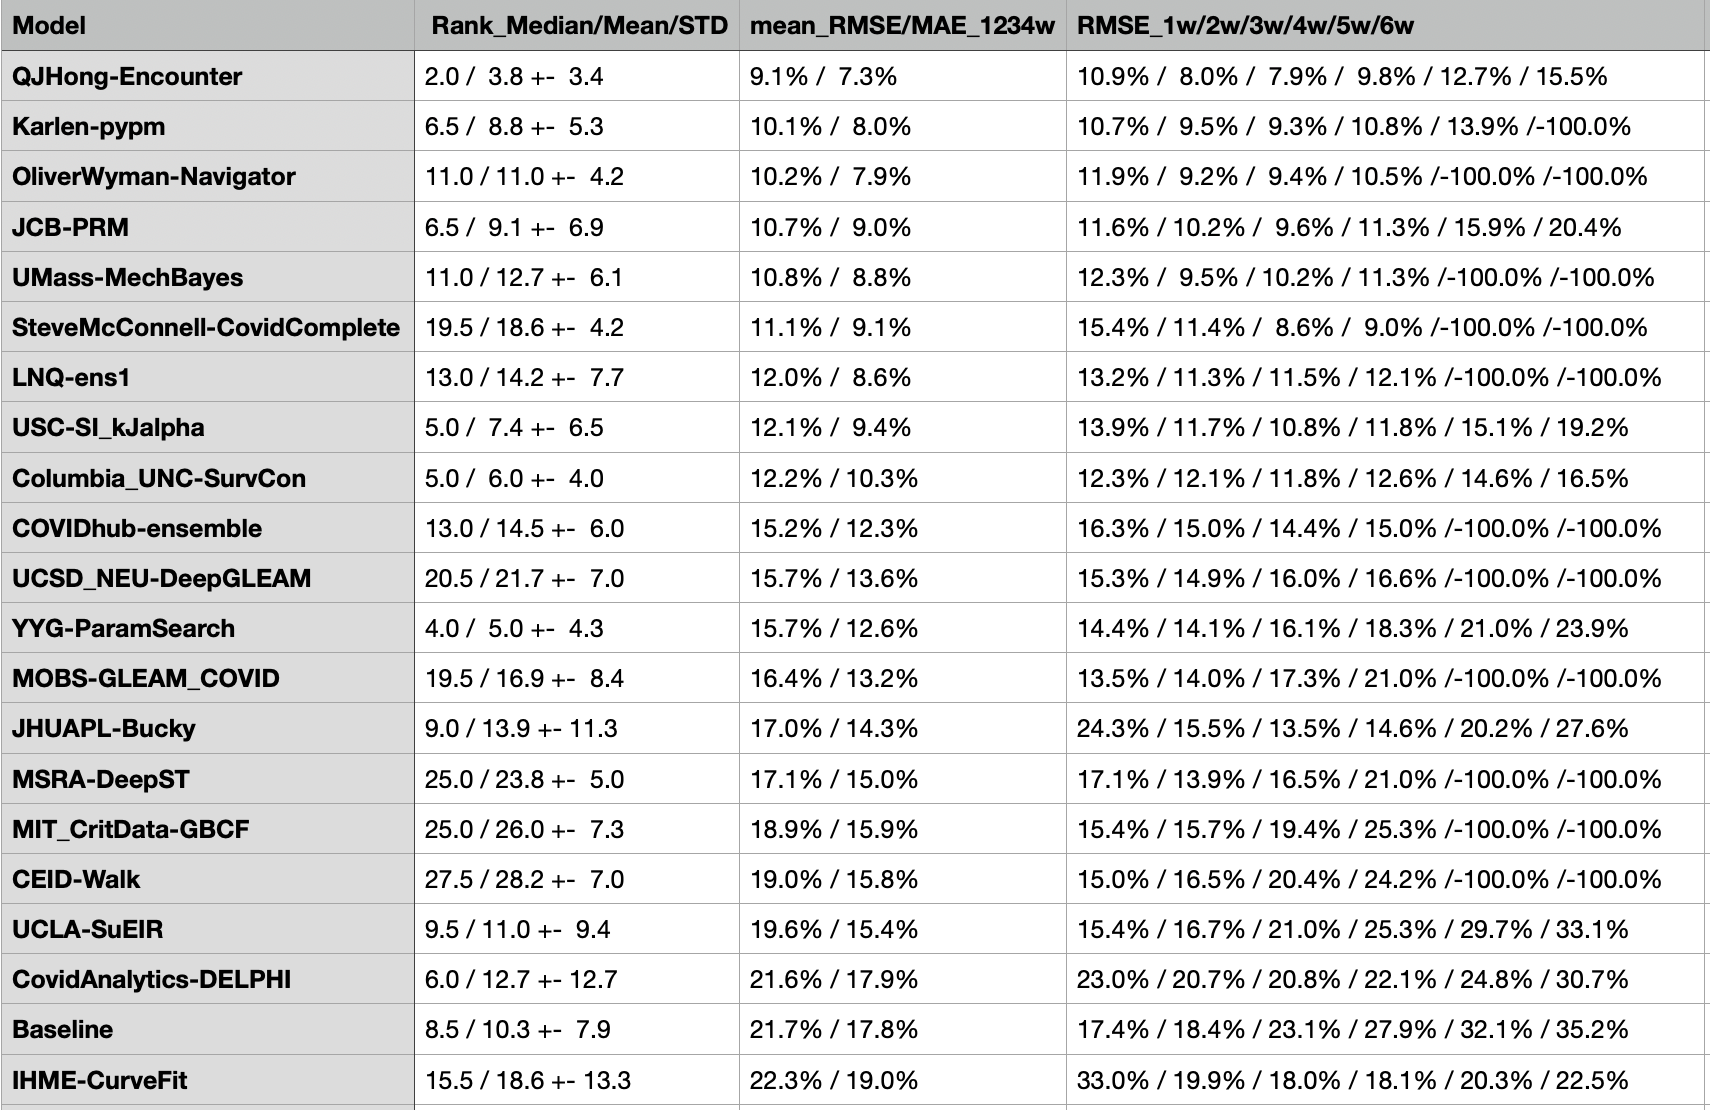 Model Rank_Median/Mean/STD mean_RMSE/MAE_1234w RMSE_1w/2w/3w/4w/5w/6w
QJHong-Encounter 2.0 / 3.8 +- 3.4 9.1% / 7.3% 10.9% / 8.0% / 7.9% / 9.8% / 12.7% / 15.5%
Karlen-pypm 6.5 / 8.8 +- 5.3 10.1% / 8.0% 10.7% / 9.5% / 9.3% / 10.8% / 13.9% /-100.0%
OliverWyman-Navigator 11.0 / 11.0 +- 4.2 10.2% / 7.9% 11.9% / 9.2% / 9.4% / 10.5% /-100.0% /-100.0%
JCB-PRM 6.5 / 9.1 +- 6.9 10.7% / 9.0% 11.6% / 10.2% / 9.6% / 11.3% / 15.9% / 20.4%
UMass-MechBayes 11.0 / 12.7 +- 6.1 10.8% / 8.8% 12.3% / 9.5% / 10.2% / 11.3% /-100.0% /-100.0%
SteveMcConnell-CovidComplete 19.5 / 18.6 +- 4.2 11.1% / 9.1% 15.4% / 11.4% / 8.6% / 9.0% /-100.0% /-100.0%
LNQ-ens1 13.0 / 14.2 +- 7.7 12.0% / 8.6% 13.2% / 11.3% / 11.5% / 12.1% /-100.0% /-100.0%
USC-SI_kJalpha 5.0 / 7.4 +- 6.5 12.1% / 9.4% 13.9% / 11.7% / 10.8% / 11.8% / 15.1% / 19.2%
Columbia_UNC-SurvCon 5.0 / 6.0 +- 4.0 12.2% / 10.3% 12.3% / 12.1% / 11.8% / 12.6% / 14.6% / 16.5%
COVIDhub-ensemble 13.0 / 14.5 +- 6.0 15.2% / 12.3% 16.3% / 15.0% / 14.4% / 15.0% /-100.0% /-100.0%
UCSD_NEU-DeepGLEAM 20.5 / 21.7 +- 7.0 15.7% / 13.6% 15.3% / 14.9% / 16.0% / 16.6% /-100.0% /-100.0%
YYG-ParamSearch 4.0 / 5.0 +- 4.3 15.7% / 12.6% 14.4% / 14.1% / 16.1% / 18.3% / 21.0% / 23.9%
MOBS-GLEAM_COVID 19.5 / 16.9 +- 8.4 16.4% / 13.2% 13.5% / 14.0% / 17.3% / 21.0% /-100.0% /-100.0%
JHUAPL-Bucky 9.0 / 13.9 +- 11.3 17.0% / 14.3% 24.3% / 15.5% / 13.5% / 14.6% / 20.2% / 27.6%
MSRA-DeepST 25.0 / 23.8 +- 5.0 17.1% / 15.0% 17.1% / 13.9% / 16.5% / 21.0% /-100.0% /-100.0%
MIT_CritData-GBCF 25.0 / 26.0 +- 7.3 18.9% / 15.9% 15.4% / 15.7% / 19.4% / 25.3% /-100.0% /-100.0%
CEID-Walk 27.5 / 28.2 +- 7.0 19.0% / 15.8% 15.0% / 16.5% / 20.4% / 24.2% /-100.0% /-100.0%
UCLA-SuEIR 9.5 / 11.0 +- 9.4 19.6% / 15.4% 15.4% / 16.7% / 21.0% / 25.3% / 29.7% / 33.1%
CovidAnalytics-DELPHI 6.0 / 12.7 +- 12.7 21.6% / 17.9% 23.0% / 20.7% / 20.8% / 22.1% / 24.8% / 30.7%
Baseline 8.5 / 10.3 +- 7.9 21.7% / 17.8% 17.4% / 18.4% / 23.1% / 27.9% / 32.1% / 35.2%
IHME-CurveFit 15.5 / 18.6 +- 13.3 22.3% / 19.0% 33.0% / 19.9% / 18.0% / 18.1% / 20.3% / 22.5%